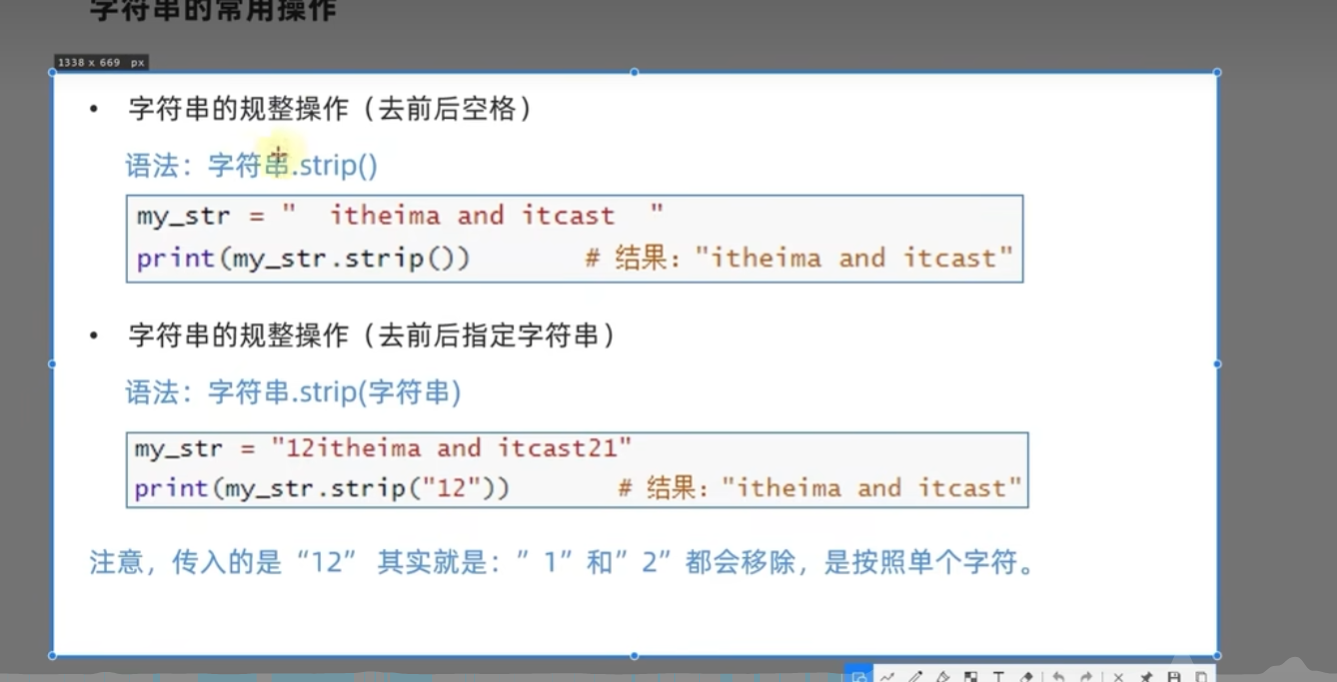 字符串的常用操作
1338 x 669 px
• 字符串的规整操作（去前后空格）
语法：字符串.strip()
my_str = "  itheima and itcast  "
print(my_str.strip())       # 结果："itheima and itcast"
• 字符串的规整操作（去前后指定字符串）
语法：字符串.strip(字符串)
my_str = "12itheima and itcast21"
print(my_str.strip("12"))       # 结果："itheima and itcast"
注意，传入的是“12” 其实就是：”1”和”2”都会移除，是按照单个字符。